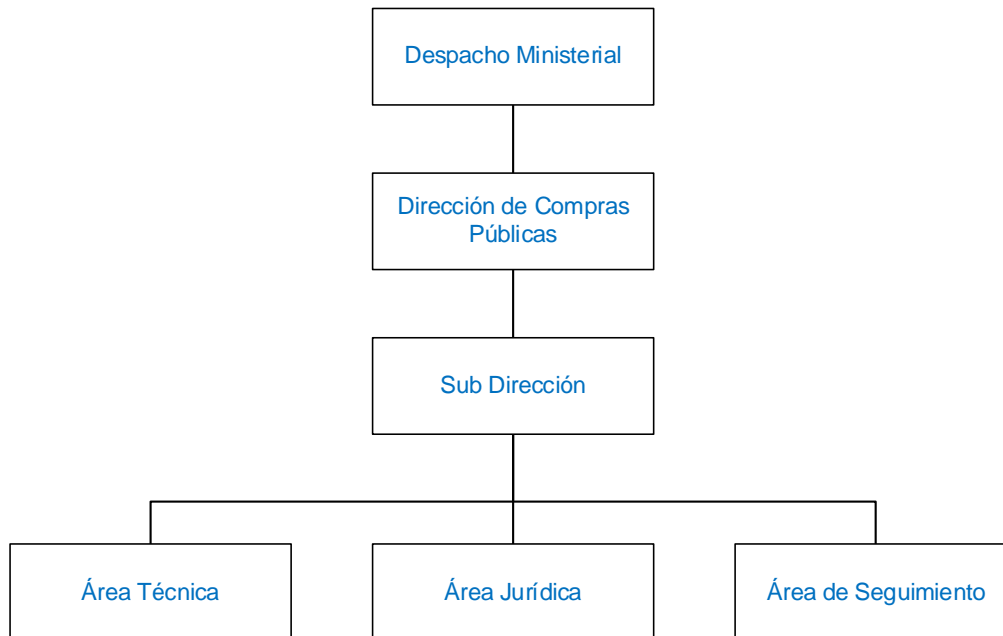 Despacho Ministerial
Dirección de Compras
Públicas
Sub Dirección
Área Técnica
Área Jurídica
Área de Seguimiento